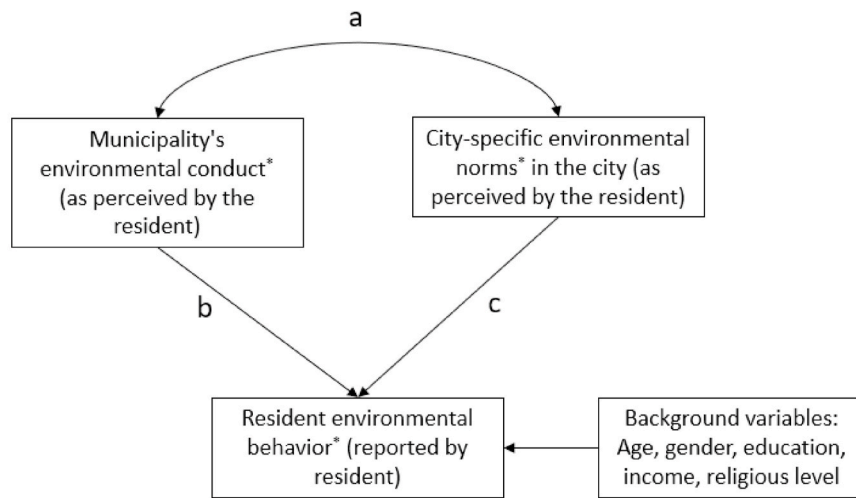 a
Municipality's
environmental conduct*
(as perceived by the
resident)
City-specific environmental
norms* in the city (as
perceived by the resident)
b
c
Resident environmental
behavior* (reported by
resident)
Background variables:
Age, gender, education,
income, religious level